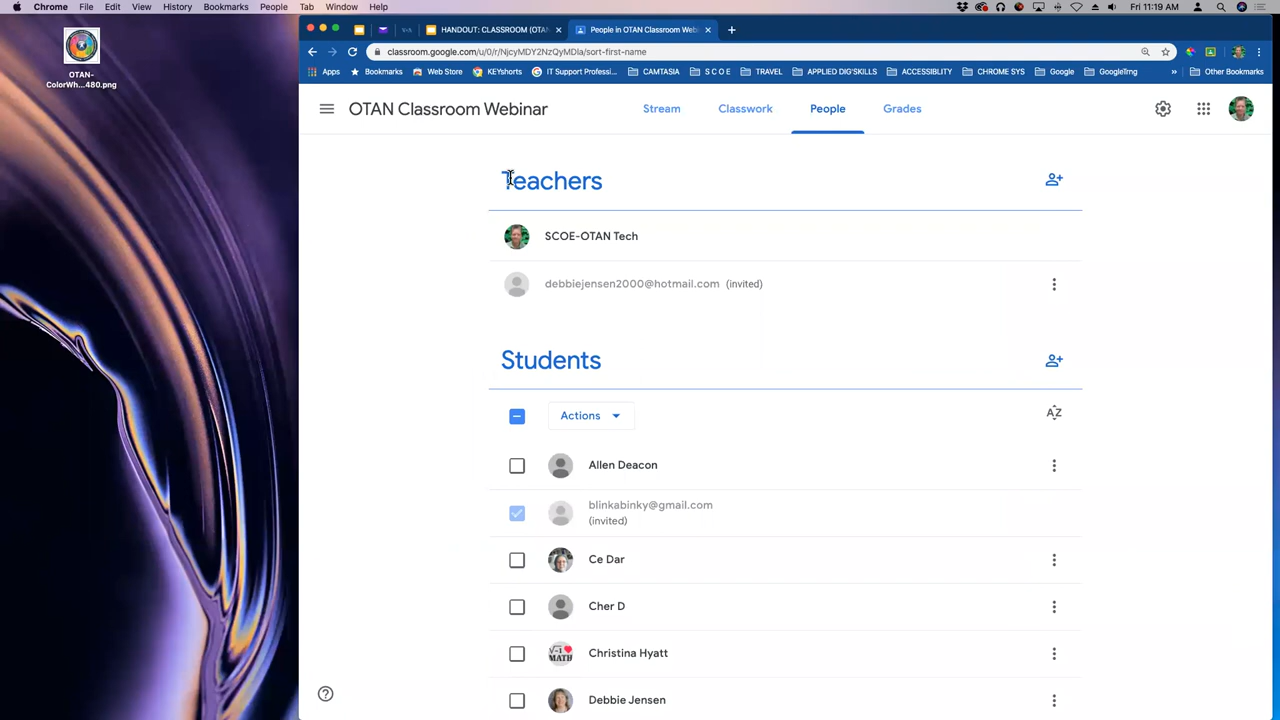 Chrome File Edit View History Bookmarks People Tab Window Help
Fri 11:19 AM
OTAN-
ColorWh...480.png
HANDOUT: CLASSROOM (OTAN
People in OTAN Classroom Web
classroom.google.com/u/0/r/NjcyMDY2NzQyMDla/sort-first-name
Apps Bookmarks Web Store KEYshorts IT Support Professi... CAMTASIA S C O E TRAVEL APPLIED DIG'SKILLS ACCESSIBLITY CHROME SYS Google GoogleTrng » Other Bookmarks
OTAN Classroom Webinar
Stream Classwork People Grades
Teachers
SCOE-OTAN Tech
debbiejensen2000@hotmail.com (invited)
Students
Actions
AZ
Allen Deacon
blinkabinky@gmail.com
(invited)
Ce Dar
Cher D
√-1
MATH
Christina Hyatt
Debbie Jensen